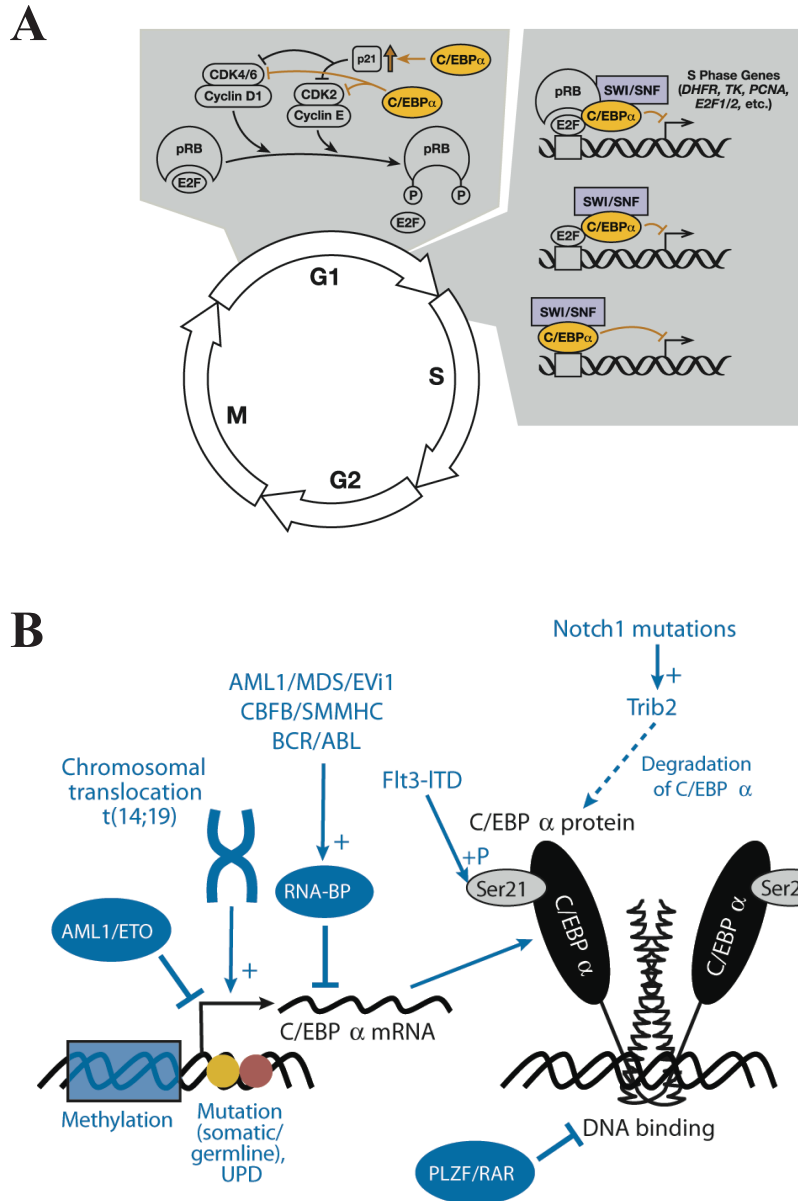 A
p21
C/EBPα
CDK4/6
Cyclin D1
CDK2
Cyclin E
C/EBPα
pRB
E2F
pRB
P
P
E2F
pRB
SWI/SNF
E2F
C/EBPα
S Phase Genes
(DHFR, TK, PCNA,
E2F1/2, etc.)
SWI/SNF
E2F
C/EBPα
SWI/SNF
C/EBPα
G1
S
G2
M
B
Notch1 mutations
+
Trib2
Degradation
of C/EBP α
AML1/MDS/EVi1
CBFB/SMMHC
BCR/ABL
+
RNA-BP
Chromosomal
translocation
t(14;19)
+
AML1/ETO
Flt3-ITD
+P
C/EBP α protein
Ser21
C/EBP α
C/EBP α
Ser2
C/EBP α mRNA
Methylation
Mutation
(somatic/
germline),
UPD
DNA binding
PLZF/RAR